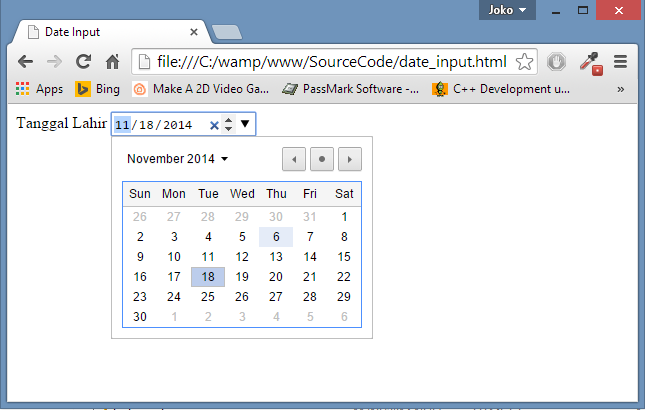 Joko
Date Input
file:///C:/wamp/www/SourceCode/date_input.html
Apps Bing Make A 2D Video Ga... PassMark Software -... C++ Development u... »
Tanggal Lahir 11/18/2014
November 2014
Sun Mon Tue Wed Thu Fri Sat
26 27 28 29 30 31 1
2 3 4 5 6 7 8
9 10 11 12 13 14 15
16 17 18 19 20 21 22
23 24 25 26 27 28 29
30 1 2 3 4 5 6